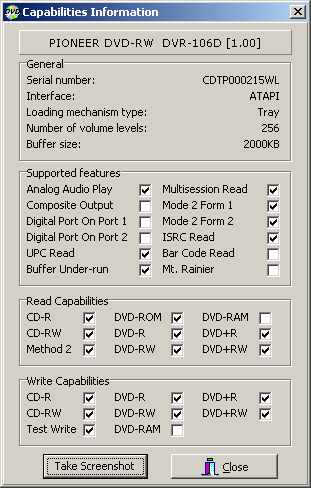 Capabilities Information
PIONEER DVD-RW DVR-106D [1.00]
General
Serial number: CDTP000215WL
Interface: ATAPI
Loading mechanism type: Tray
Number of volume levels: 256
Buffer size: 2000KB
Supported features
Analog Audio Play Multisession Read
Composite Output Mode 2 Form 1
Digital Port On Port 1 Mode 2 Form 2
Digital Port On Port 2 ISRC Read
UPC Read Bar Code Read
Buffer Under-run Mt. Rainier
Read Capabilities
CD-R DVD-ROM DVD-RAM
CD-RW DVD-R DVD+R
Method 2 DVD-RW DVD+RW
Write Capabilities
CD-R DVD-R DVD+R
CD-RW DVD-RW DVD+RW
Test Write DVD-RAM
Take Screenshot Close